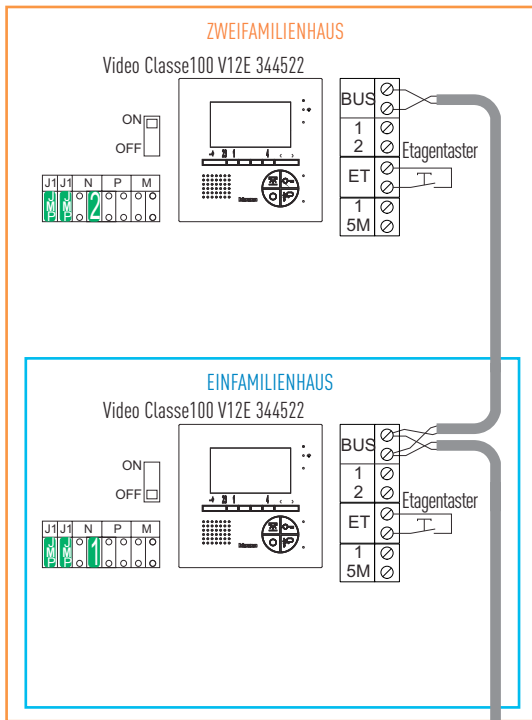 ZWEIFAMILIENHAUS
Video Classe100 V12E 344522
ON
OFF
J1 J1 N P M
JMP JMP 2
BUS
1
2
ET
1
5M
Etagentaster
EINFAMILIENHAUS
Video Classe100 V12E 344522
ON
OFF
J1 J1 N P M
JMP JMP 1
BUS
1
2
ET
1
5M
Etagentaster